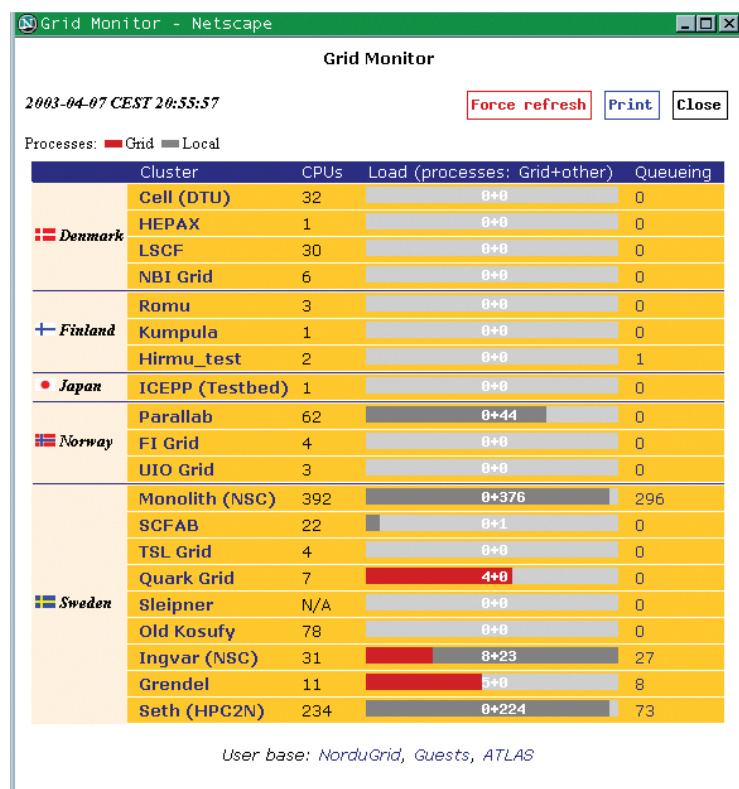 Grid Monitor - Netscape
Grid Monitor
2003-04-07 CEST 20:55:57
Force refresh Print Close
Processes: Grid Local
Cluster CPUs Load (processes: Grid+other) Queueing
Denmark
Cell (DTU) 32 0+0 0
HEPAX 1 0+0 0
LSCF 30 0+0 0
NBI Grid 6 0+0 0
Finland
Romu 3 0+0 0
Kumpula 1 0+0 0
Hirmu_test 2 0+0 1
Japan
ICEPP (Testbed) 1 0+0 0
Norway
Parallab 62 0+44 0
FI Grid 4 0+0 0
UIO Grid 3 0+0 0
Sweden
Monolith (NSC) 392 0+376 296
SCFAB 22 0+1 0
TSL Grid 4 0+0 0
Quark Grid 7 4+0 0
Sleipner N/A 0+0 0
Old Kosufy 78 0+0 0
Ingvar (NSC) 31 8+23 27
Grendel 11 5+0 8
Seth (HPC2N) 234 0+224 73
User base: NorduGrid, Guests, ATLAS